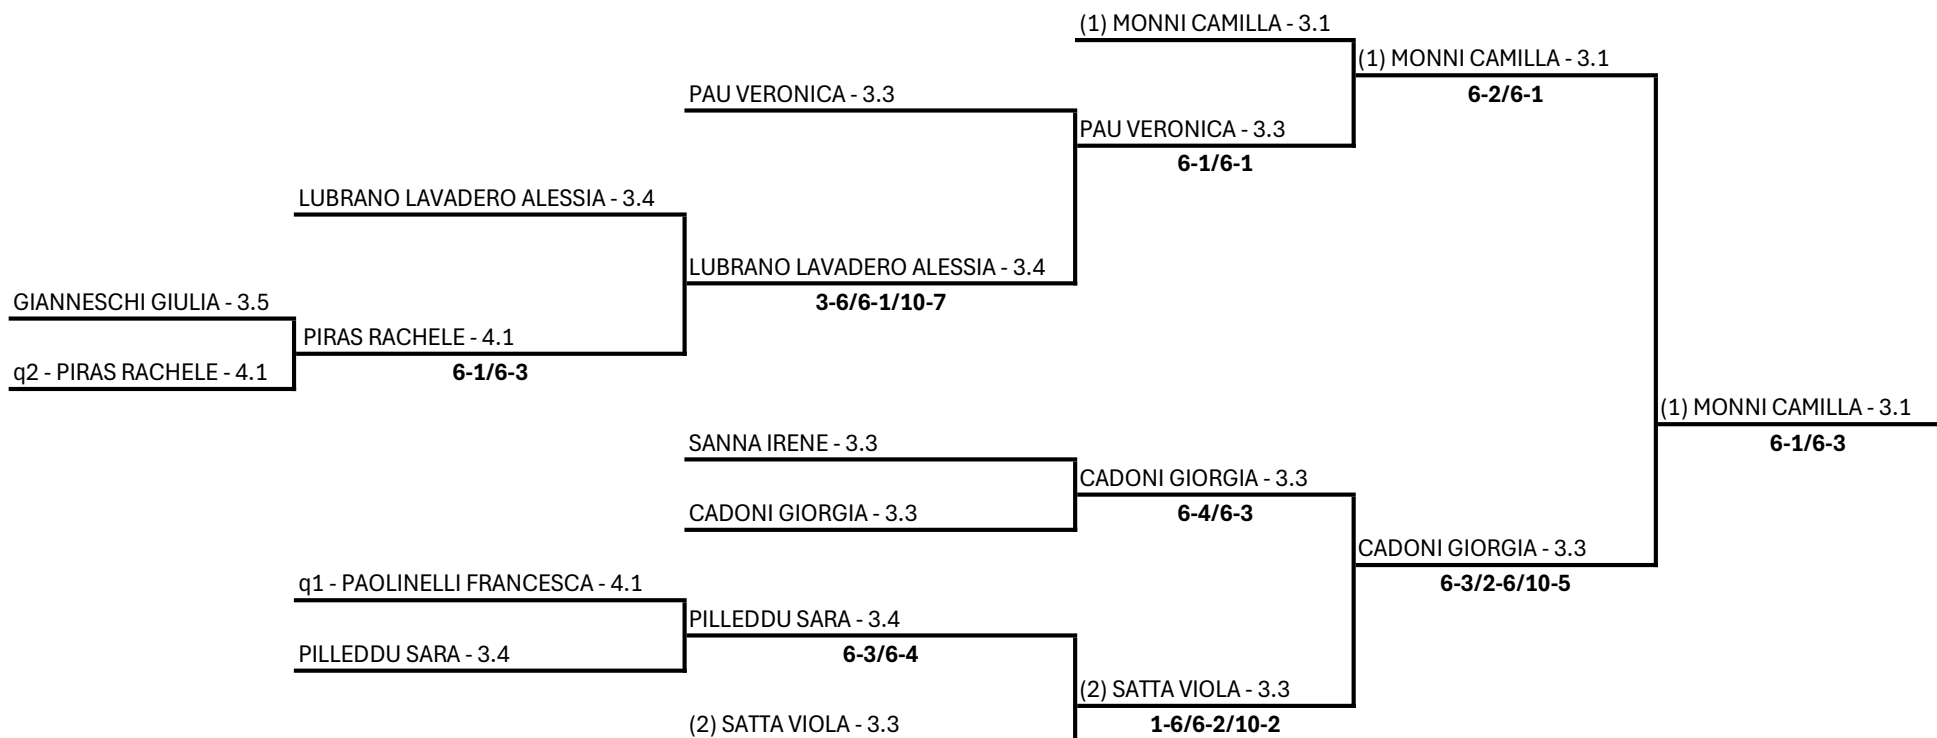 (1) MONNI CAMILLA - 3.1
(1) MONNI CAMILLA - 3.1
6-2/6-1
PAU VERONICA - 3.3
PAU VERONICA - 3.3
6-1/6-1
LUBRANO LAVADERO ALESSIA - 3.4
LUBRANO LAVADERO ALESSIA - 3.4
3-6/6-1/10-7
GIANNESCHI GIULIA - 3.5
PIRAS RACHELE - 4.1
6-1/6-3
q2 - PIRAS RACHELE - 4.1
(1) MONNI CAMILLA - 3.1
6-1/6-3
SANNA IRENE - 3.3
CADONI GIORGIA - 3.3
6-4/6-3
CADONI GIORGIA - 3.3
CADONI GIORGIA - 3.3
6-3/2-6/10-5
q1 - PAOLINELLI FRANCESCA - 4.1
PILLEDDU SARA - 3.4
6-3/6-4
PILLEDDU SARA - 3.4
(2) SATTA VIOLA - 3.3
1-6/6-2/10-2
(2) SATTA VIOLA - 3.3